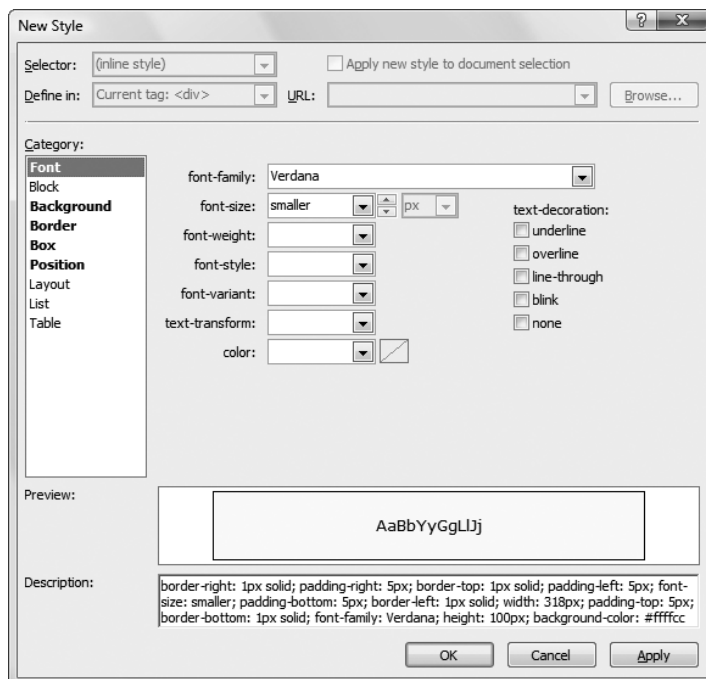 New Style
Selector: (inline style) Apply new style to document selection
Define in: Current tag: <div> URL: Browse...
Category:
Font
Block
Background
Border
Box
Position
Layout
List
Table
font-family: Verdana
font-size: smaller px
font-weight:
font-style:
font-variant:
text-transform:
color:
text-decoration:
underline
overline
line-through
blink
none
Preview:
AaBbYyGgLlJj
Description:
border-right: 1px solid; padding-right: 5px; border-top: 1px solid; padding-left: 5px; font-
size: smaller; padding-bottom: 5px; border-left: 1px solid; width: 318px; padding-top: 5px;
border-bottom: 1px solid; font-family: Verdana; height: 100px; background-color: #ffffcc
OK Cancel Apply